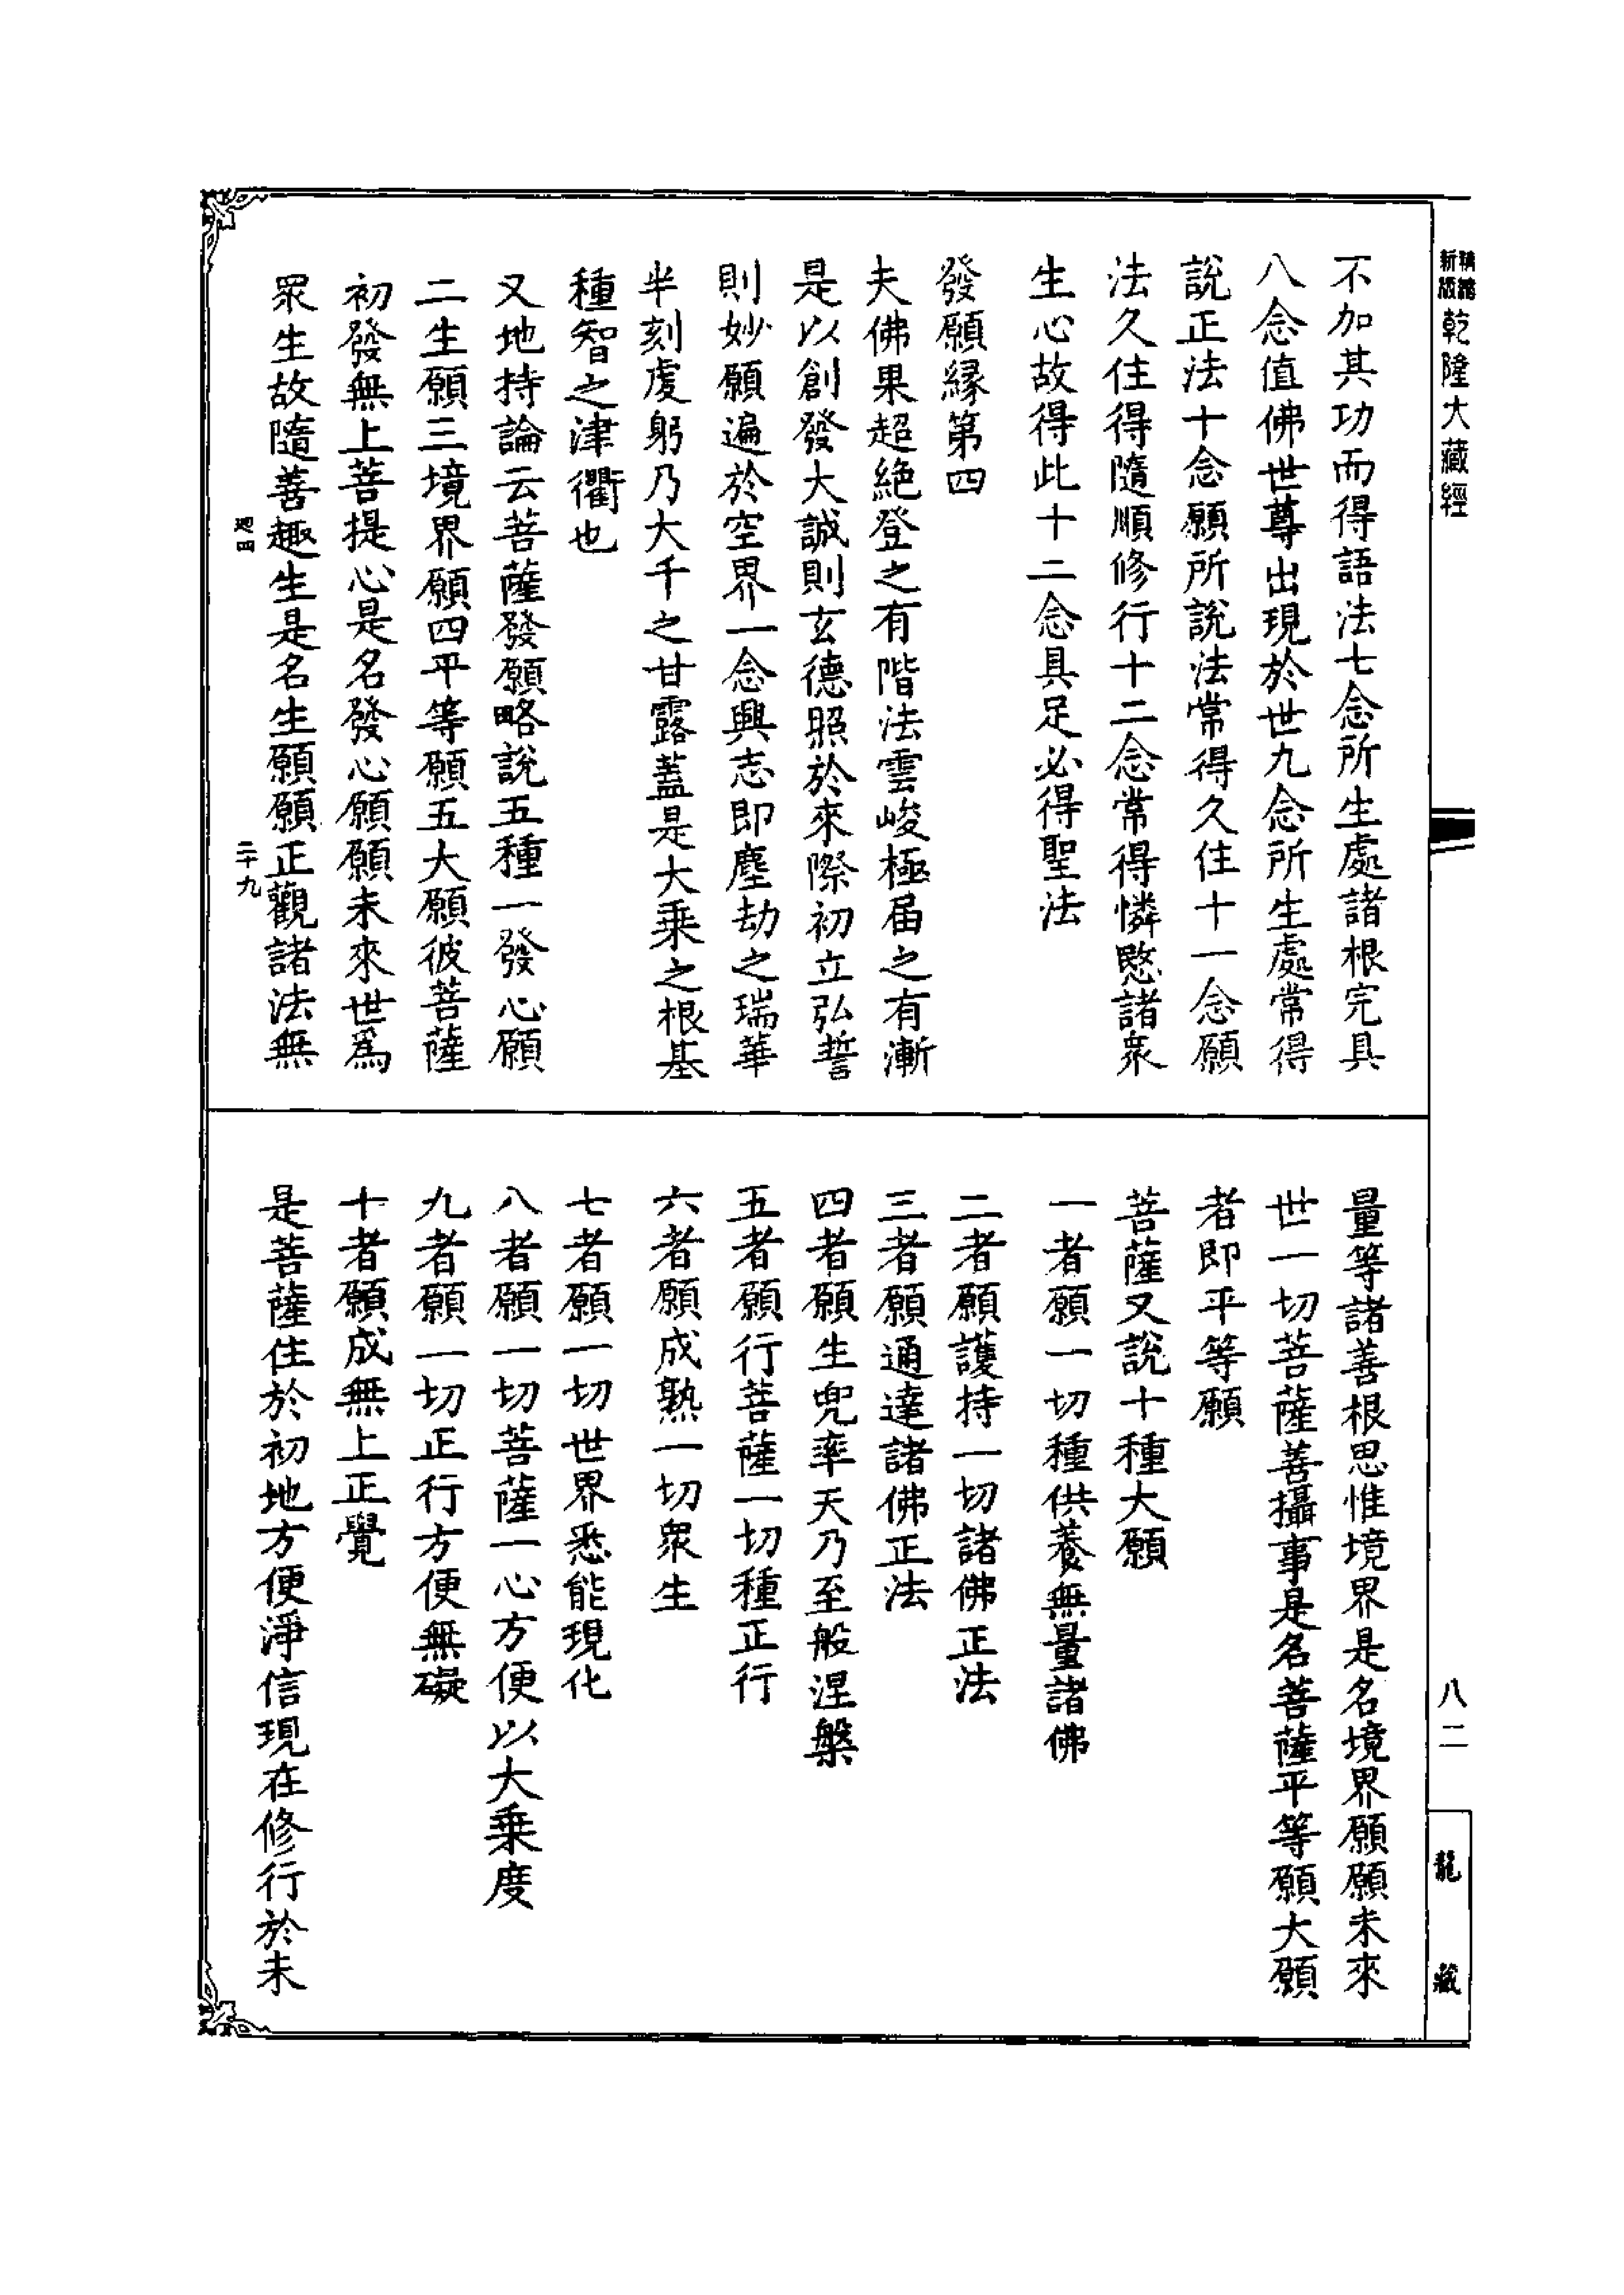 新版
精縮
乾隆大藏經
不加其功而得語法七念所生處諸根完具
八念值佛世尊出現於世九念所生處常得
說正法十念願所說法常得久住十一念願
法久住得隨順修行十二念常得憐愍諸衆
生心故得此十二念具足必得聖法
發願緣第四
夫佛果超絶登之有階法雲峻極屆之有漸
是以創發大誠則玄德照於來際初立弘誓
則妙願遍於空界一念興志即塵劫之瑞華
半刻虔躬乃大千之甘露蓋是大乘之根基
種智之津衢也
又地持論云菩薩發願略說五種一發心願
二生願三境界願四平等願五大願彼菩薩
初發無上菩提心是名發心願願未來世爲
眾生故隨善趣生是名生願願正觀諸法無
廻四
二十九
量等諸善根思惟境界是名境界願願未來
世一切菩薩善攝事是名菩薩平等願大願
者即平等願
菩薩又說十種大願
一者願一切種供養無量諸佛
二者願護持一切諸佛正法
三者願通達諸佛正法
四者願生兜率天乃至般涅槃
五者願行菩薩一切種正行
六者願成熟一切衆生
七者願一切世界悉能現化
八者願一切菩薩一心方便以大乘度
九者願一切正行方便無礙
十者願成無上正覺
是菩薩住於初地方便淨信現在修行於未
八二
龍藏